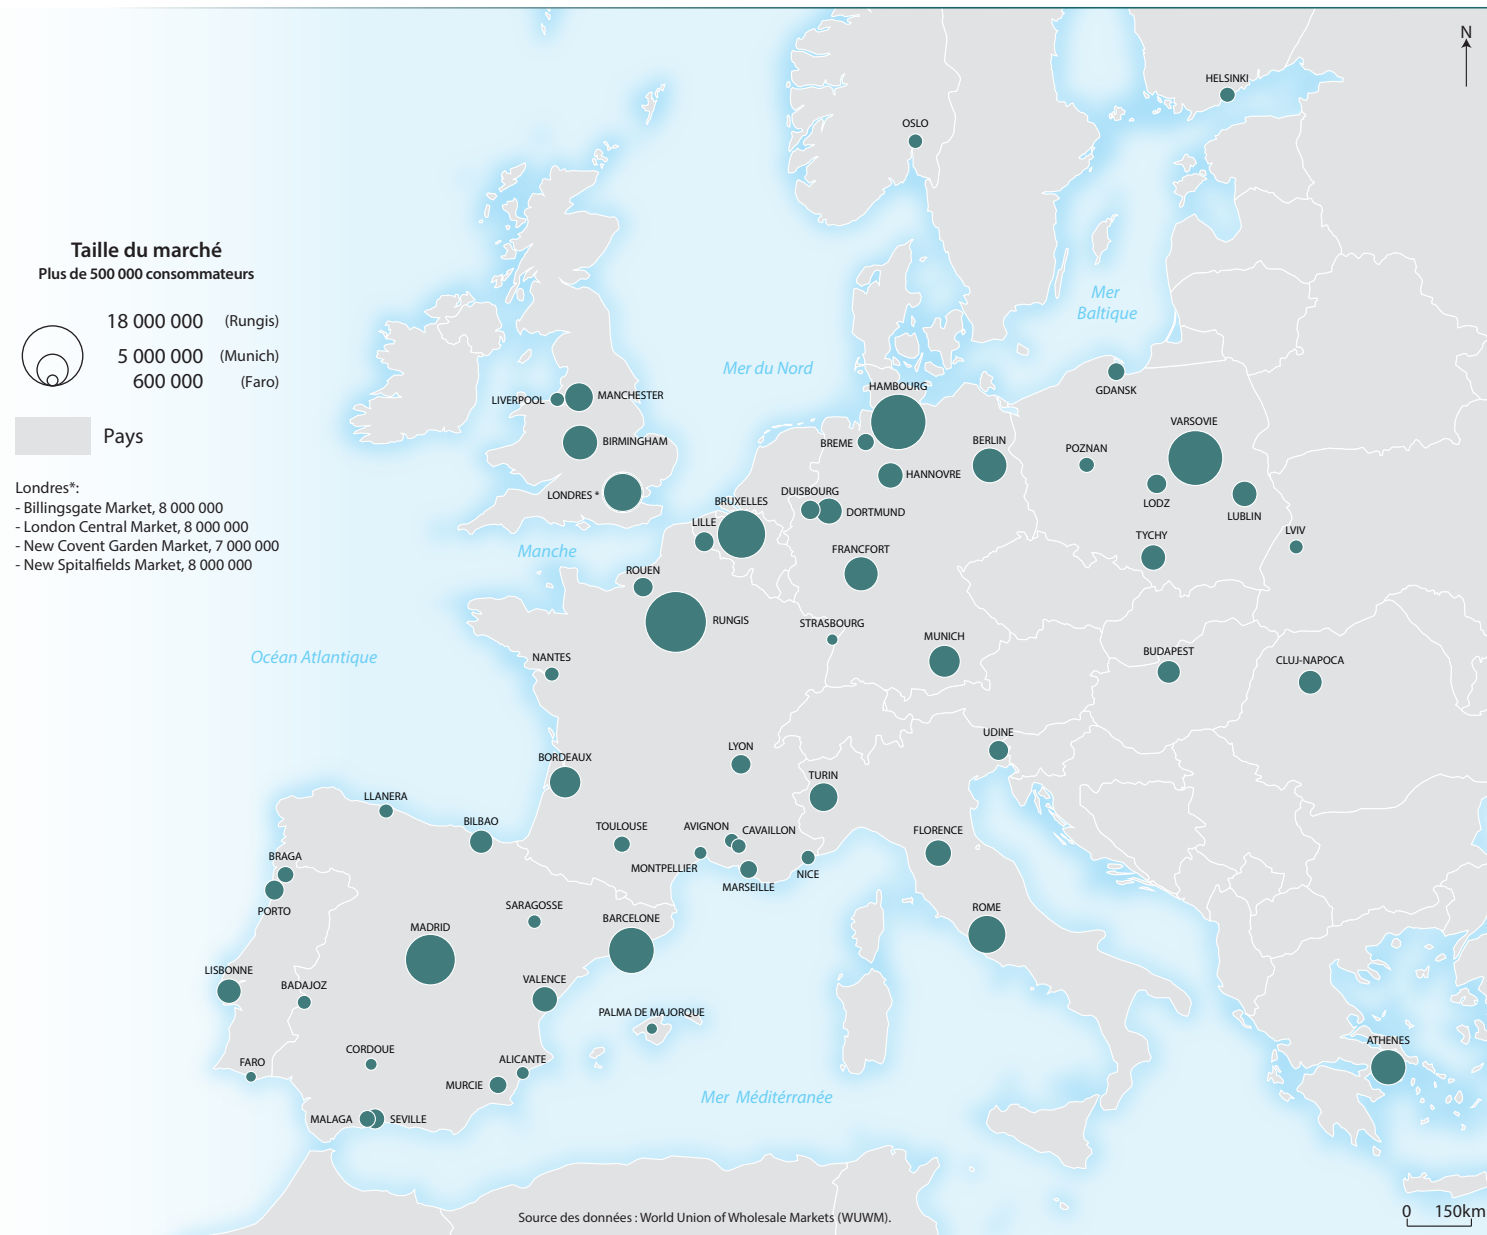 N
HELSINKI
OSLO
Taille du marché
Plus de 500 000 consommateurs
18 000 000 (Rungis)
5 000 000 (Munich)
600 000 (Faro)
Pays
Londres*:
- Billingsgate Market, 8 000 000
- London Central Market, 8 000 000
- New Covent Garden Market, 7 000 000
- New Spitalfields Market, 8 000 000
Mer
Baltique
Mer du Nord
GDANSK
HAMBOURG
LIVERPOOL
MANCHESTER
VARSOVIE
BIRMINGHAM
BREME
BERLIN
POZNAN
HANNOVRE
LONDRES *
DUISBOURG
BRUXELLES
DORTMUND
LODZ
LUBLIN
LILLE
LVIV
TYCHY
Manche
FRANCFORT
ROUEN
RUNGIS
STRASBOURG
MUNICH
BUDAPEST
CLUJ-NAPOCA
Océan Atlantique
NANTES
UDINE
LYON
BORDEAUX
TURIN
LLANERA
BILBAO
TOULOUSE
AVIGNON
CAVAILLON
FLORENCE
BRAGA
MONTPELLIER
NICE
MARSEILLE
PORTO
SARAGOSSE
BARCELONE
ROME
MADRID
LISBONNE
BADAJOZ
VALENCE
PALMA DE MAJORQUE
ATHENES
CORDOUE
ALICANTE
FARO
MURCIE
Mer Méditérranée
MALAGA
SEVILLE
Source des données : World Union of Wholesale Markets (WUWM).
0 150km